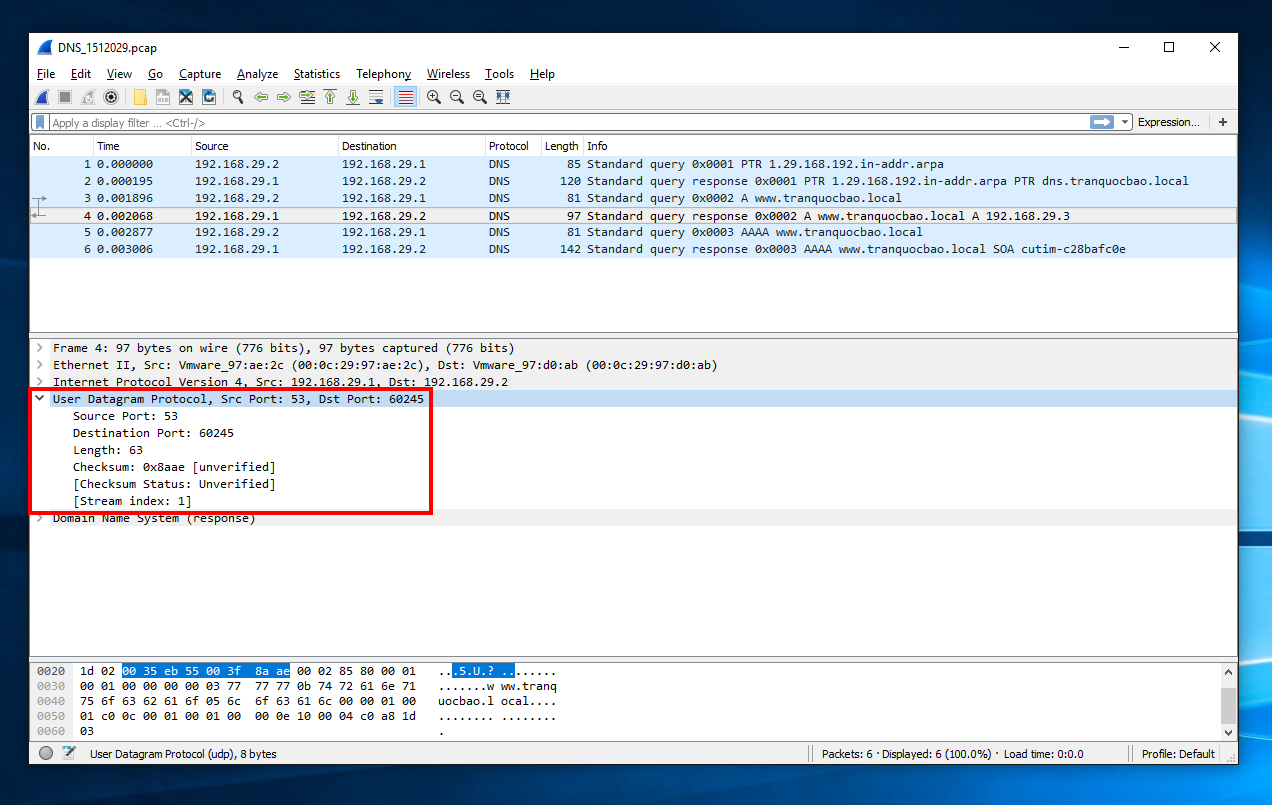 DNS_1512029.pcap
File Edit View Go Capture Analyze Statistics Telephony Wireless Tools Help
Apply a display filter ... <Ctrl-/> Expression... +
No. Time Source Destination Protocol Length Info
1 0.000000 192.168.29.2 192.168.29.1 DNS 85 Standard query 0x0001 PTR 1.29.168.192.in-addr.arpa
2 0.000195 192.168.29.1 192.168.29.2 DNS 120 Standard query response 0x0001 PTR 1.29.168.192.in-addr.arpa PTR dns.tranquocbao.local
3 0.001896 192.168.29.2 192.168.29.1 DNS 81 Standard query 0x0002 A www.tranquocbao.local
4 0.002068 192.168.29.1 192.168.29.2 DNS 97 Standard query response 0x0002 A www.tranquocbao.local A 192.168.29.3
5 0.002877 192.168.29.2 192.168.29.1 DNS 81 Standard query 0x0003 AAAA www.tranquocbao.local
6 0.003006 192.168.29.1 192.168.29.2 DNS 142 Standard query response 0x0003 AAAA www.tranquocbao.local SOA cutim-c28bafc0e
Frame 4: 97 bytes on wire (776 bits), 97 bytes captured (776 bits)
Ethernet II, Src: Vmware_97:ae:2c (00:0c:29:97:ae:2c), Dst: Vmware_97:d0:ab (00:0c:29:97:d0:ab)
Internet Protocol Version 4, Src: 192.168.29.1, Dst: 192.168.29.2
User Datagram Protocol, Src Port: 53, Dst Port: 60245
Source Port: 53
Destination Port: 60245
Length: 63
Checksum: 0x8aae [unverified]
[Checksum Status: Unverified]
[Stream index: 1]
Domain Name System (response)
0020 1d 02 00 35 eb 55 00 3f 8a ae 00 02 85 80 00 01 ...5.U.? ........
0030 00 01 00 00 00 00 03 77 77 77 0b 74 72 61 6e 71 .......w ww.tranq
0040 75 6f 63 62 61 6f 05 6c 6f 63 61 6c 00 00 01 00 uocbao.l ocal....
0050 01 c0 0c 00 01 00 01 00 00 0e 10 00 04 c0 a8 1d ........ ........
0060 03 .
User Datagram Protocol (udp), 8 bytes Packets: 6 · Displayed: 6 (100.0%) · Load time: 0:0.0 Profile: Default